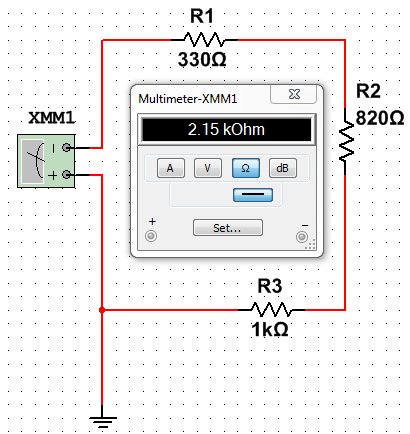 R1
330Ω
XMM1
Multimeter-XMM1
2.15 kOhm
A V Ω dB
+ −
Set...
R2
820Ω
R3
1kΩ